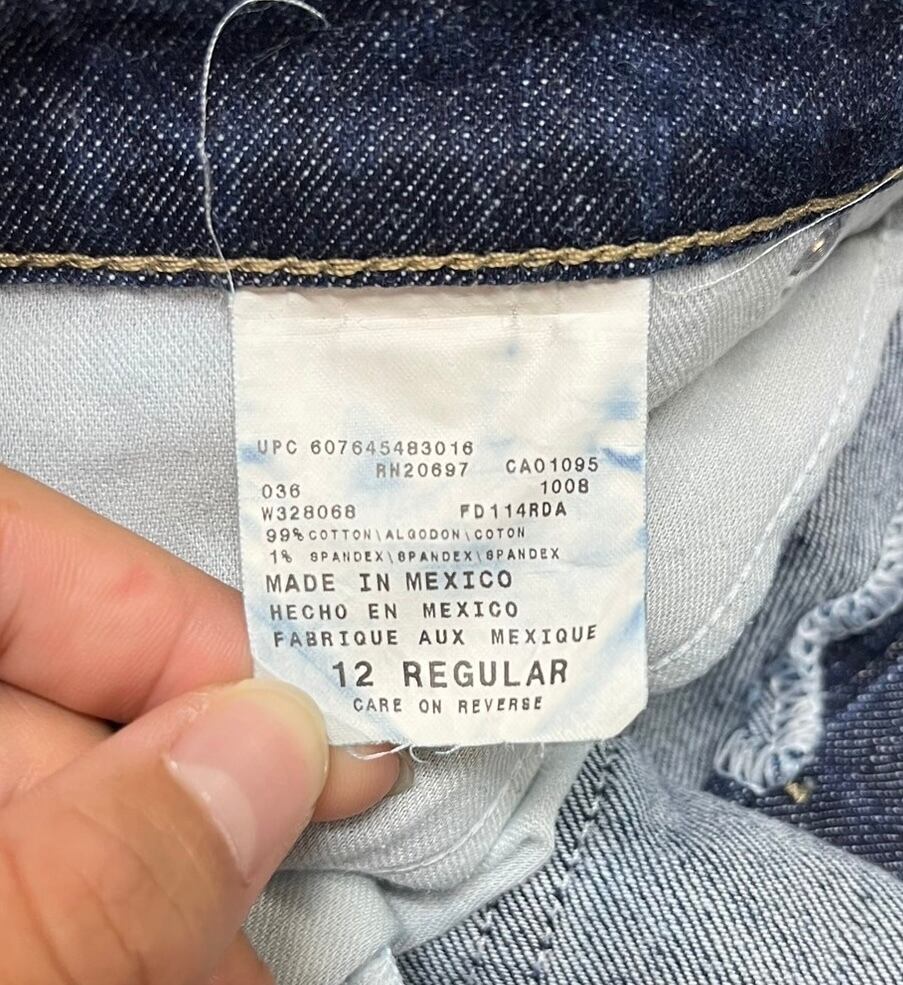 UPC 607645483016
RN20697 CA01095
036 1008
W328068 FD114RDA
99% COTTON\ALGODON\COTON
1% SPANDEX\SPANDEX\SPANDEX
MADE IN MEXICO
HECHO EN MEXICO
FABRIQUE AUX MEXIQUE
12 REGULAR
CARE ON REVERSE